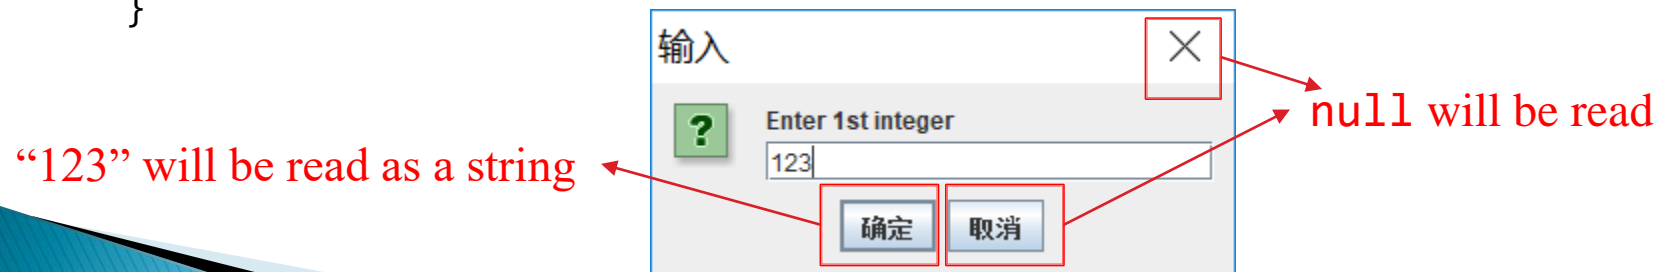 }
输入
? Enter 1st integer
123
确定 取消
“123” will be read as a string
null will be read